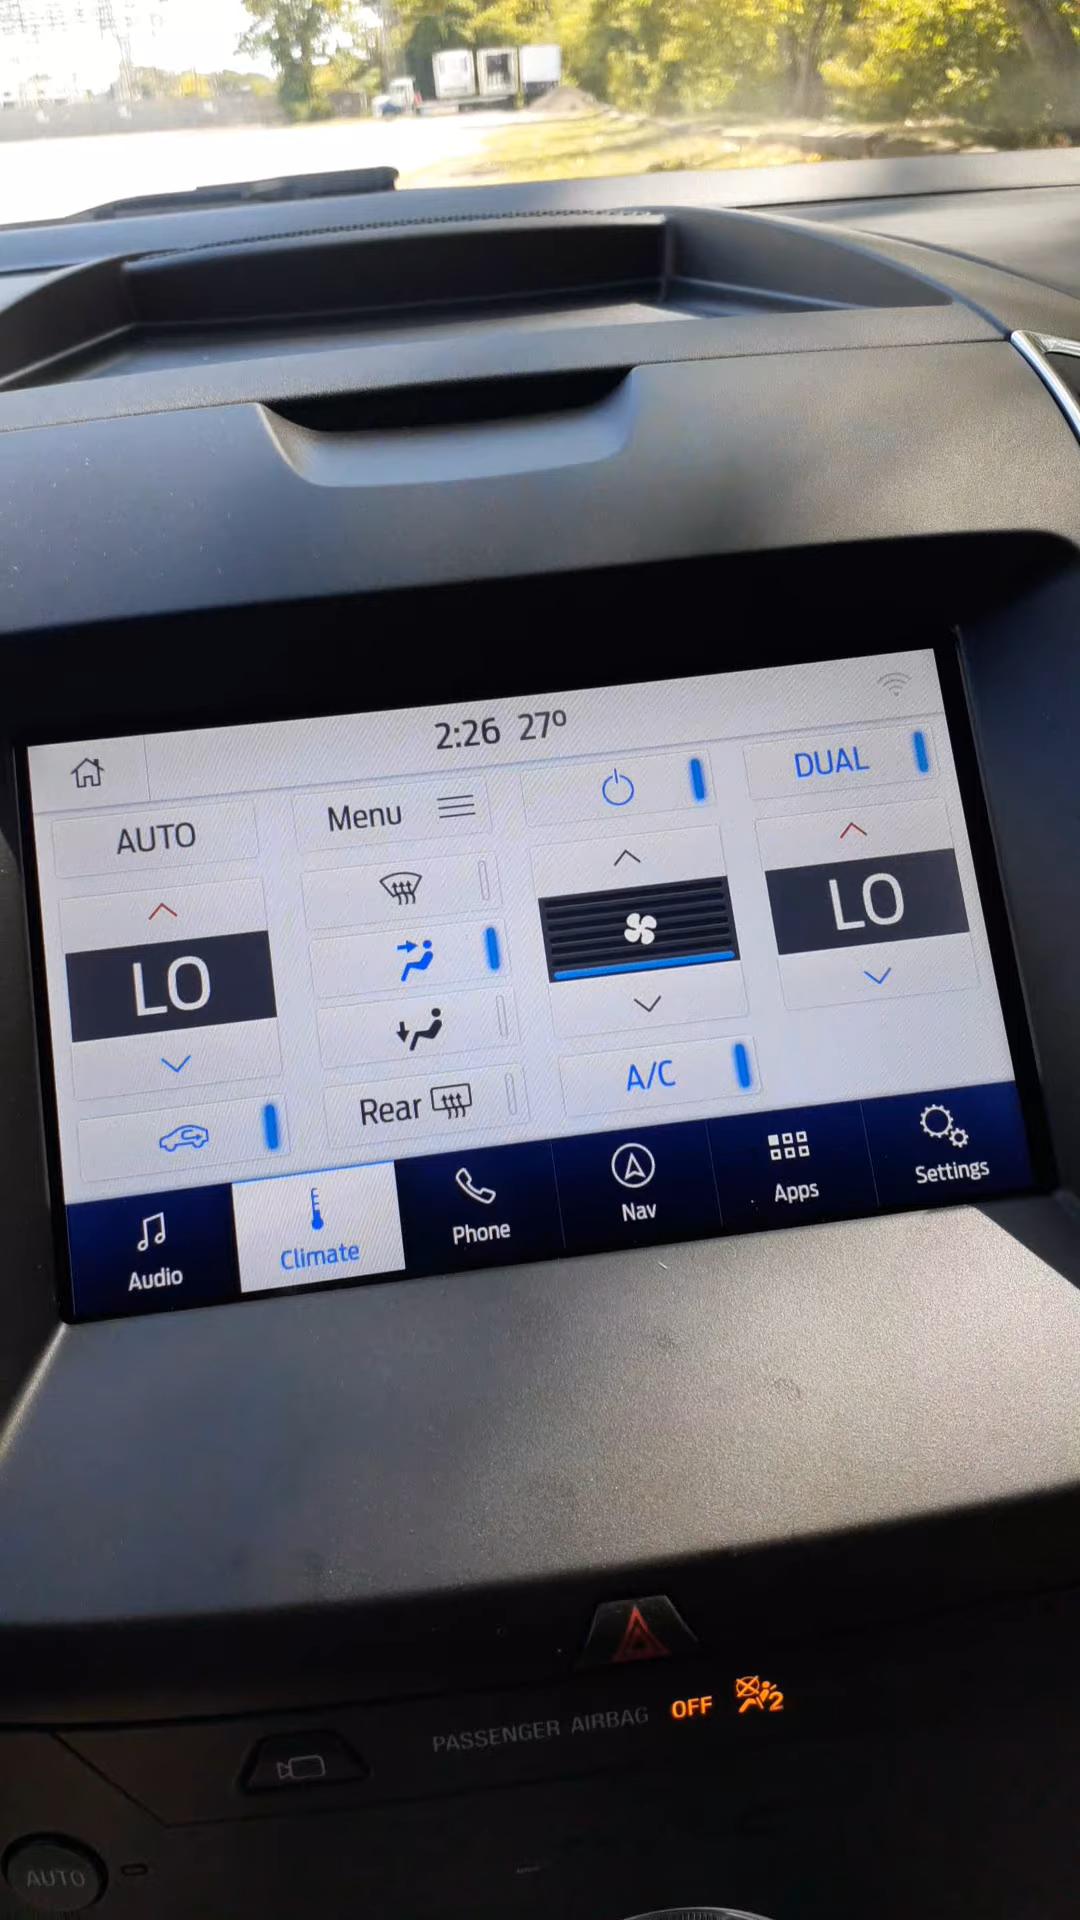 2:26 27°
AUTO
Menu
DUAL
LO
LO
Rear
A/C
Audio
Climate
Phone
Nav
Apps
Settings
PASSENGER AIRBAG OFF 2
AUTO